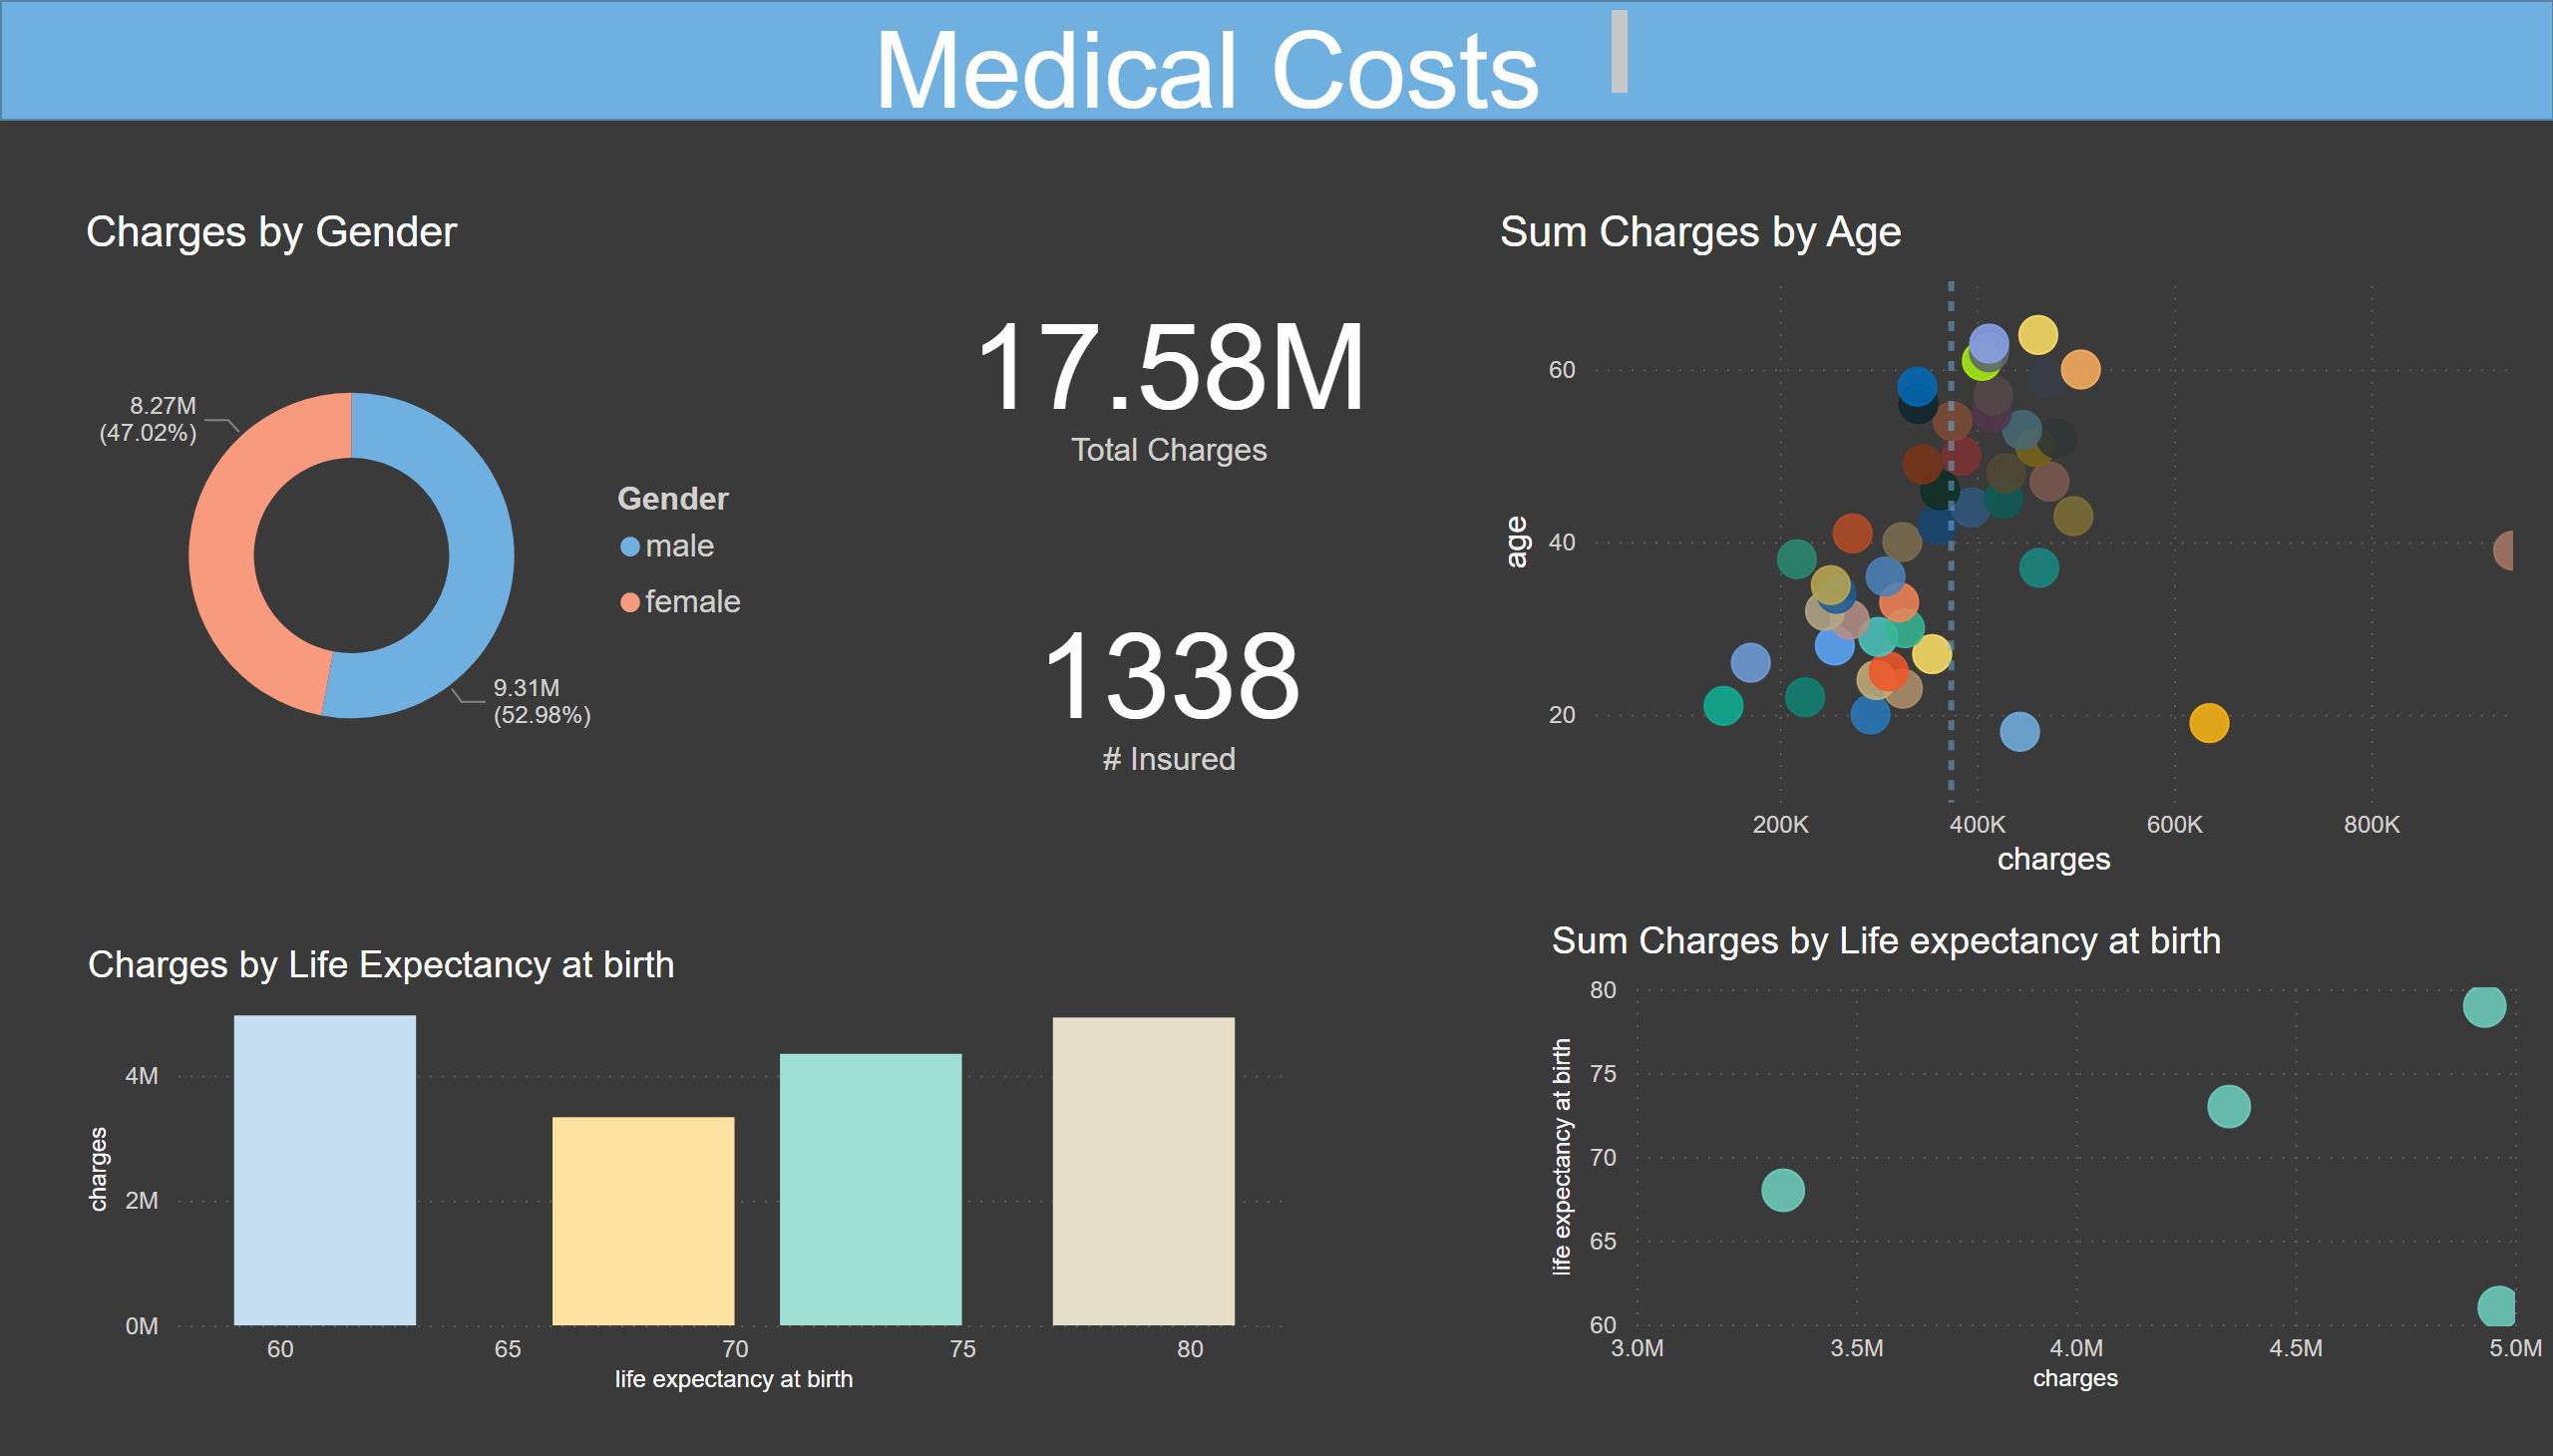 Medical Costs
Charges by Gender
8.27M
(47.02%)
9.31M
(52.98%)
Gender
male
female
17.58M
Total Charges
1338
# Insured
Sum Charges by Age
age
60
40
20
200K 400K 600K 800K
charges
Charges by Life Expectancy at birth
charges
4M
2M
0M
60 65 70 75 80
life expectancy at birth
Sum Charges by Life expectancy at birth
life expectancy at birth
80
75
70
65
60
3.0M 3.5M 4.0M 4.5M 5.0M
charges